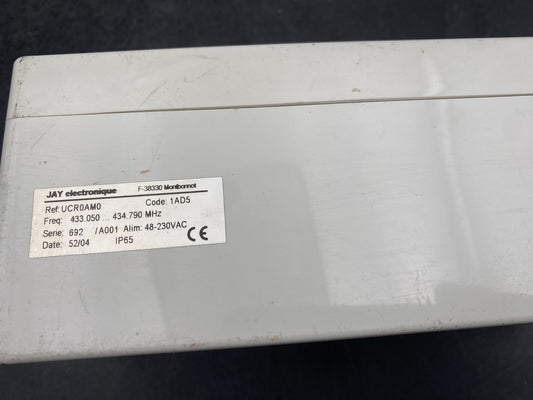 JAY electronique F-38330 Montbonnot
Ref: UCR0AM0 Code: 1AD5
Freq: 433.050 ... 434.790 MHz
Serie: 692 /A001 Alim: 48-230VAC
Date: 52/04 IP65 CE